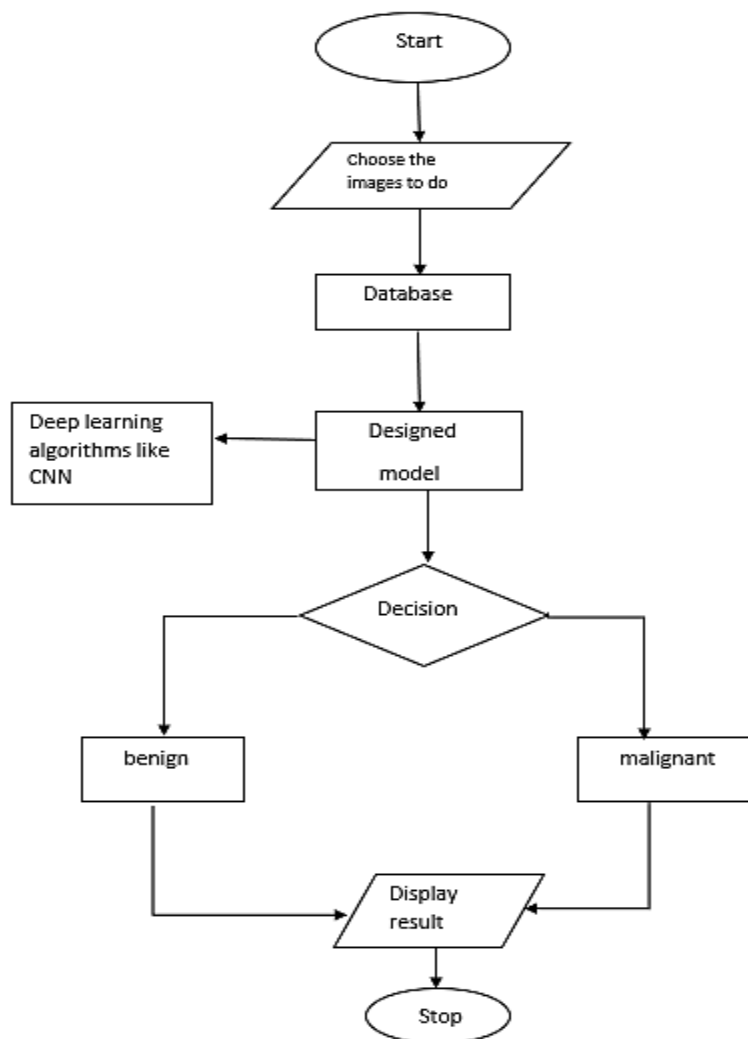 Start
Choose the
images to do
Database
Deep learning
algorithms like
CNN
Designed
model
Decision
benign
malignant
Display
result
Stop